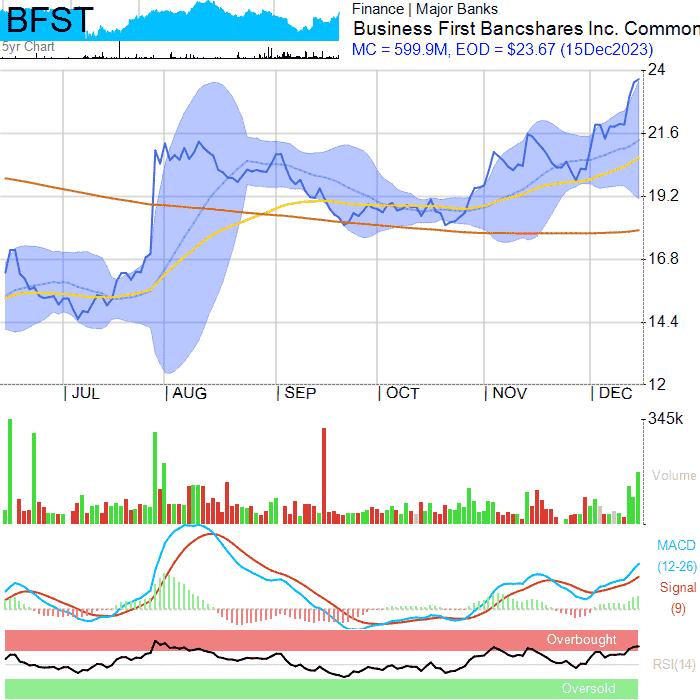 BFST
5yr Chart
Finance | Major Banks
Business First Bancshares Inc. Common
MC = 599.9M, EOD = $23.67 (15Dec2023)
24
21.6
19.2
16.8
14.4
12
| JUL | AUG | SEP | OCT | NOV | DEC
345k
Volume
MACD
(12-26)
Signal
(9)
Overbought
RSI(14)
Oversold